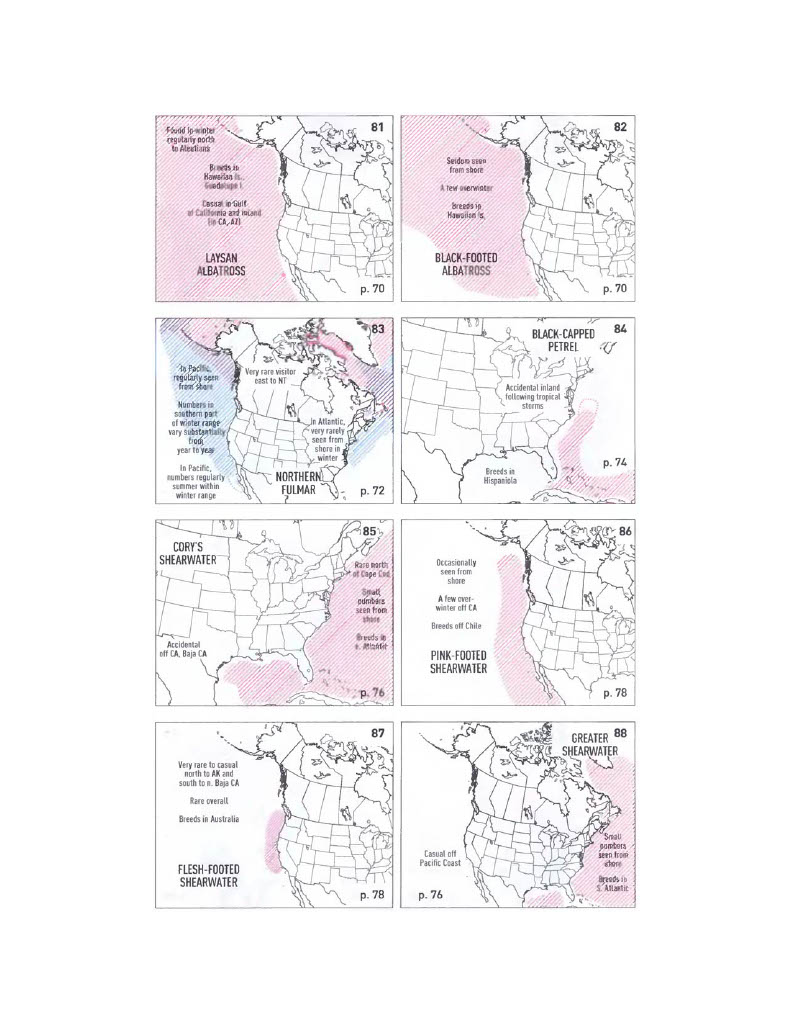 81
Found in winter
regularly north
to Aleutians
Breeds in
Hawaiian Is.,
Guadalupe I.
Casual in Gulf
of California and inland
(in CA, AZ)
LAYSAN
ALBATROSS
p. 70
82
Seldom seen
from shore
A few overwinter
Breeds in
Hawaiian Is.
BLACK-FOOTED
ALBATROSS
p. 70
83
In Pacific,
regularly seen
from shore
Very rare visitor
east to NT
Numbers in
southern part
of winter range
vary substantially
from
year to year
In Atlantic,
very rarely
seen from
shore in
winter
In Pacific,
numbers regularly
summer within
winter range
NORTHERN
FULMAR
p. 72
84
BLACK-CAPPED
PETREL
Accidental inland
following tropical
storms
Breeds in
Hispaniola
p. 74
85
CORY'S
SHEARWATER
Rare north
of Cape Cod
Small
numbers
seen from
shore
Breeds in
e. Atlantic
Accidental
off CA, Baja CA
p. 76
86
Occasionally
seen from
shore
A few over-
winter off CA
Breeds off Chile
PINK-FOOTED
SHEARWATER
p. 78
87
Very rare to casual
north to AK and
south to n. Baja CA
Rare overall
Breeds in Australia
FLESH-FOOTED
SHEARWATER
p. 78
88
GREATER
SHEARWATER
Small
numbers
seen from
shore
Casual off
Pacific Coast
Breeds in
S. Atlantic
p. 76